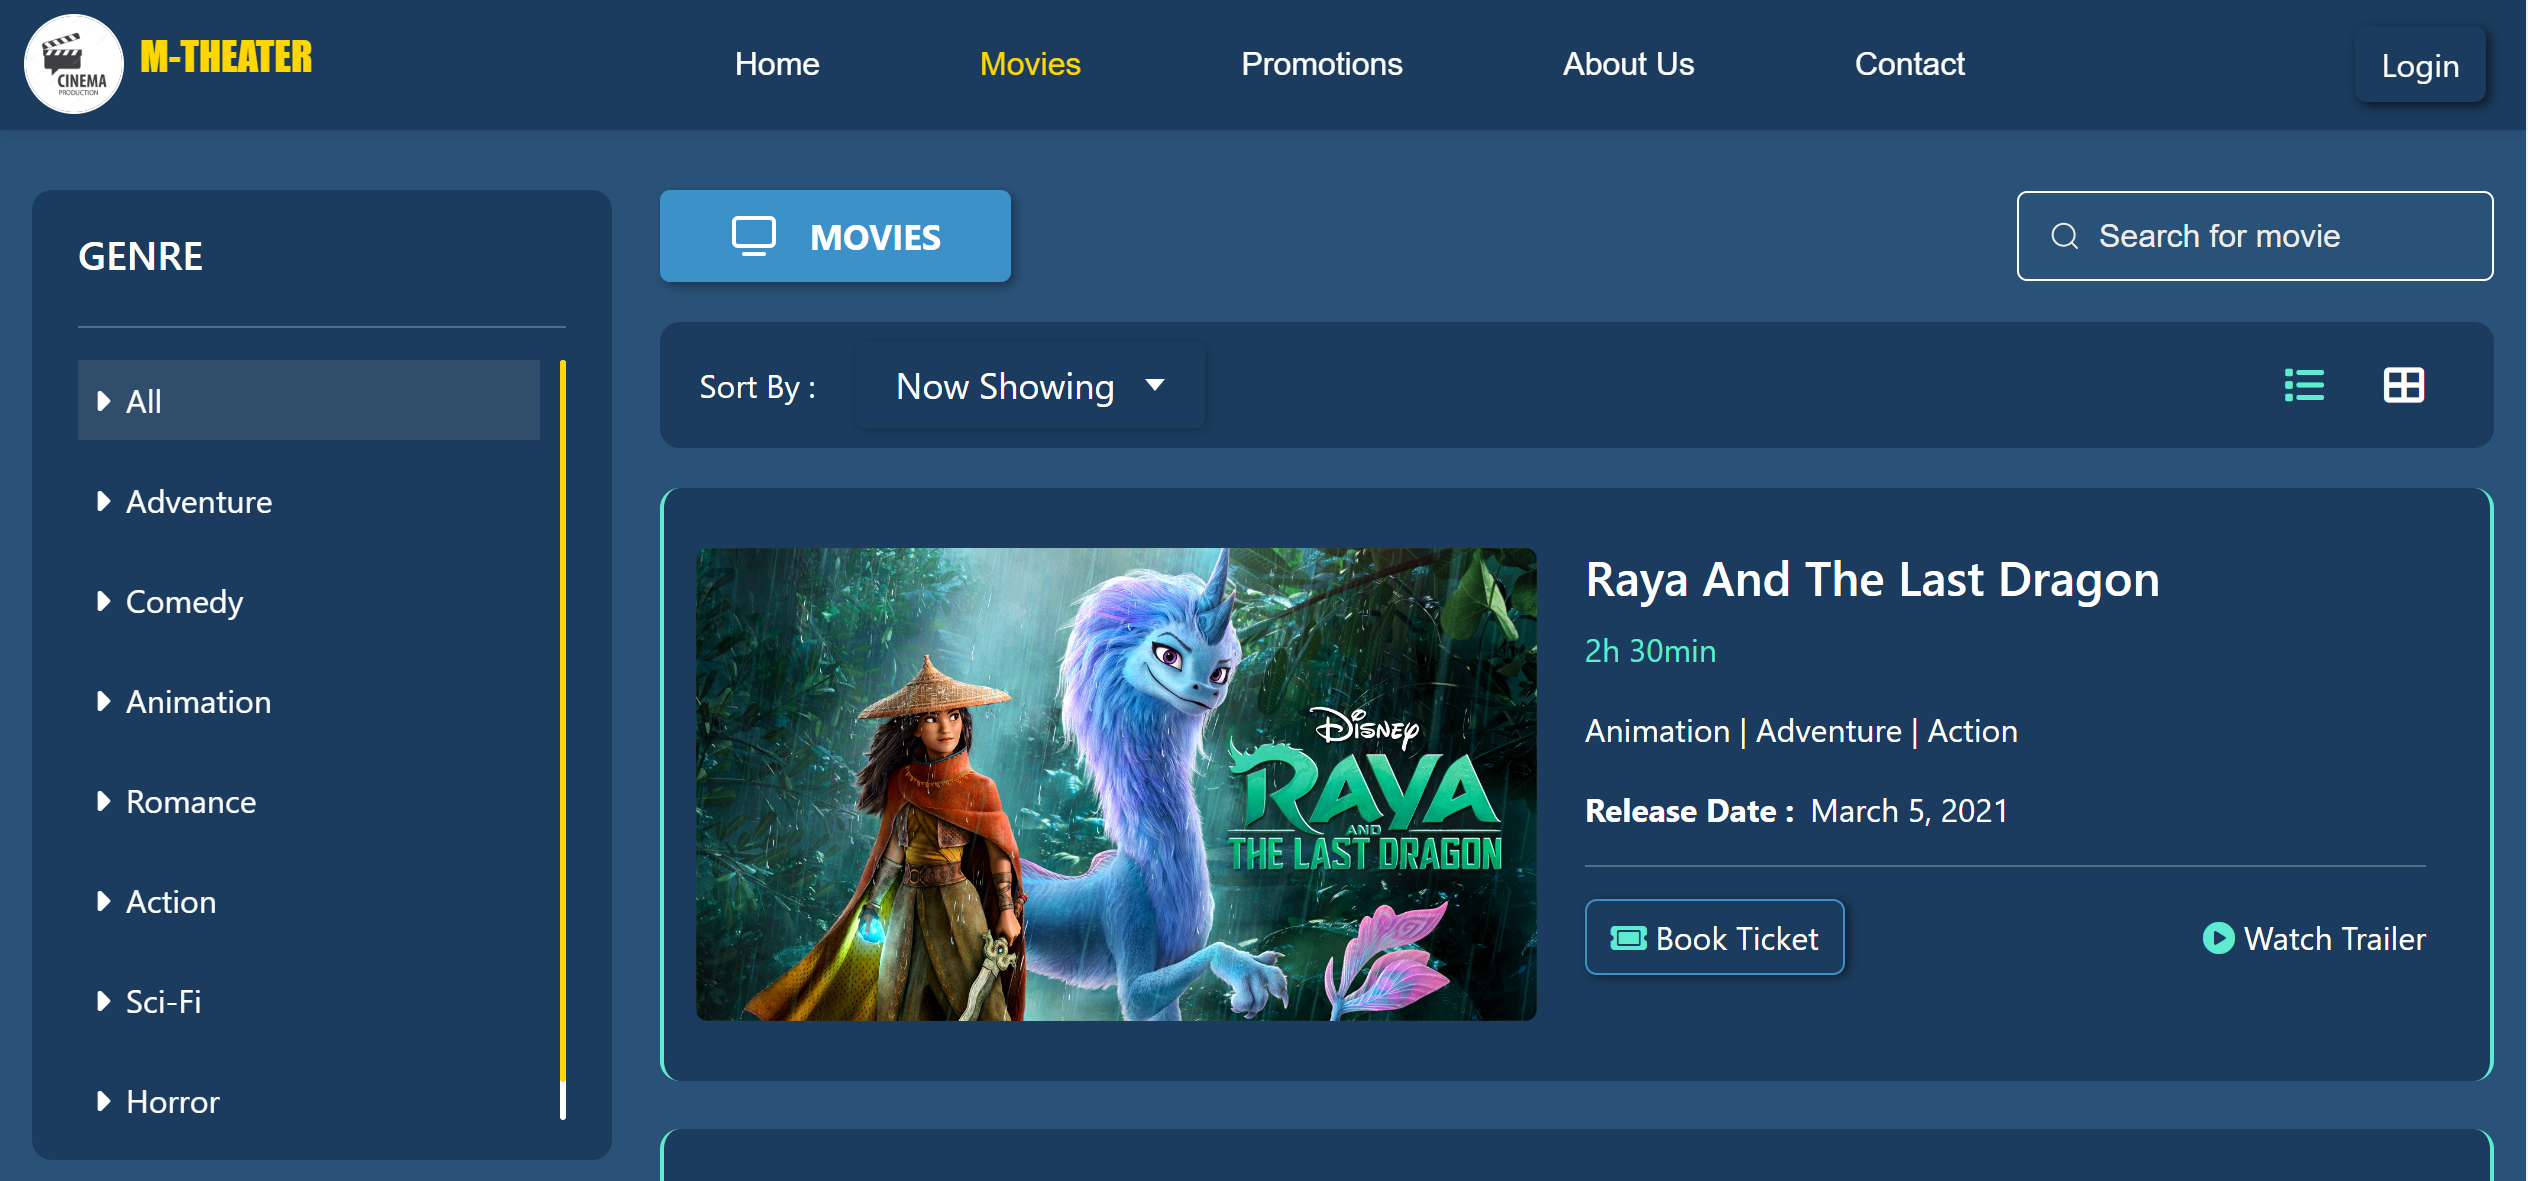 CINEMA
PRODUCTION
M-THEATER
Home
Movies
Promotions
About Us
Contact
Login
GENRE
All
Adventure
Comedy
Animation
Romance
Action
Sci-Fi
Horror
MOVIES
Search for movie
Sort By :
Now Showing
DISNEY
RAYA
AND
THE LAST DRAGON
Raya And The Last Dragon
2h 30min
Animation | Adventure | Action
Release Date : March 5, 2021
Book Ticket
Watch Trailer